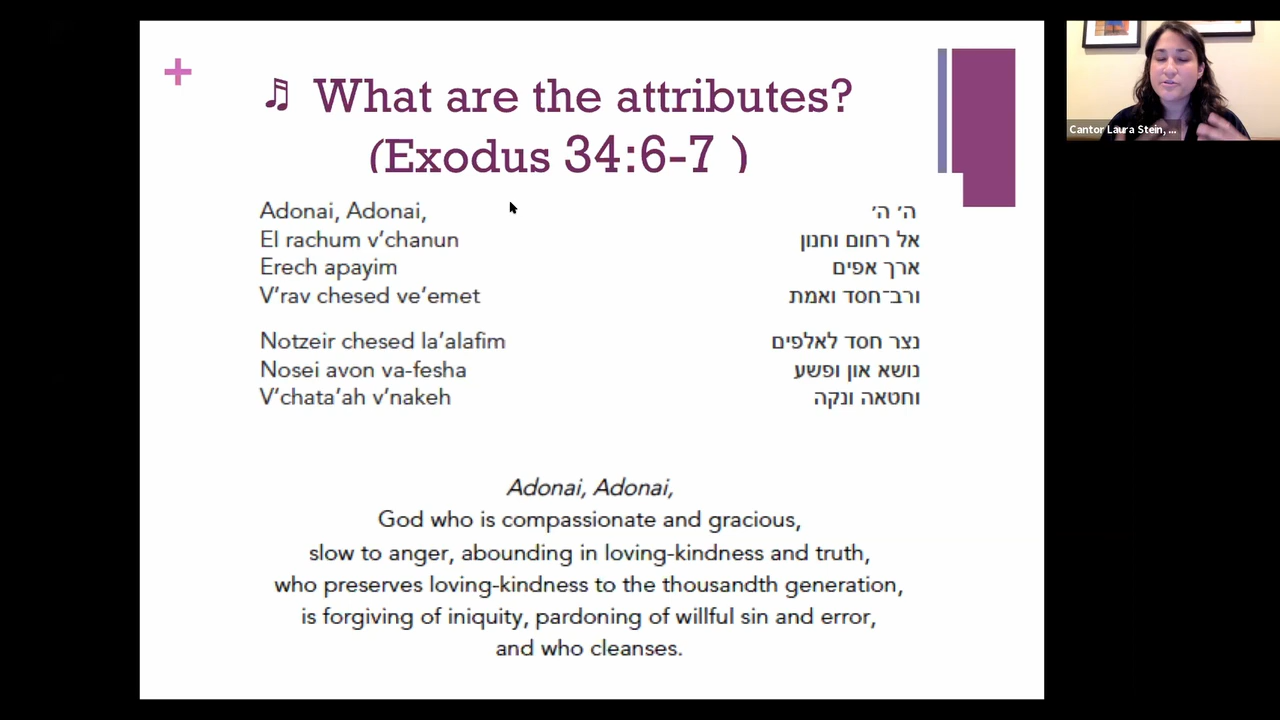 ♬ What are the attributes?
(Exodus 34:6-7 )
Adonai, Adonai,
El rachum v’chanun
Erech apayim
V’rav chesed ve’emet
Notzeir chesed la’alafim
Nosei avon va-fesha
V’chata’ah v’nakeh
ה׳ ה׳
אל רחום וחנון
ארך אפים
ורב־חסד ואמת
נצר חסד לאלפים
נושא און ופשע
וחטאה ונקה
Adonai, Adonai,
God who is compassionate and gracious,
slow to anger, abounding in loving-kindness and truth,
who preserves loving-kindness to the thousandth generation,
is forgiving of iniquity, pardoning of willful sin and error,
and who cleanses.
Cantor Laura Stein, ...